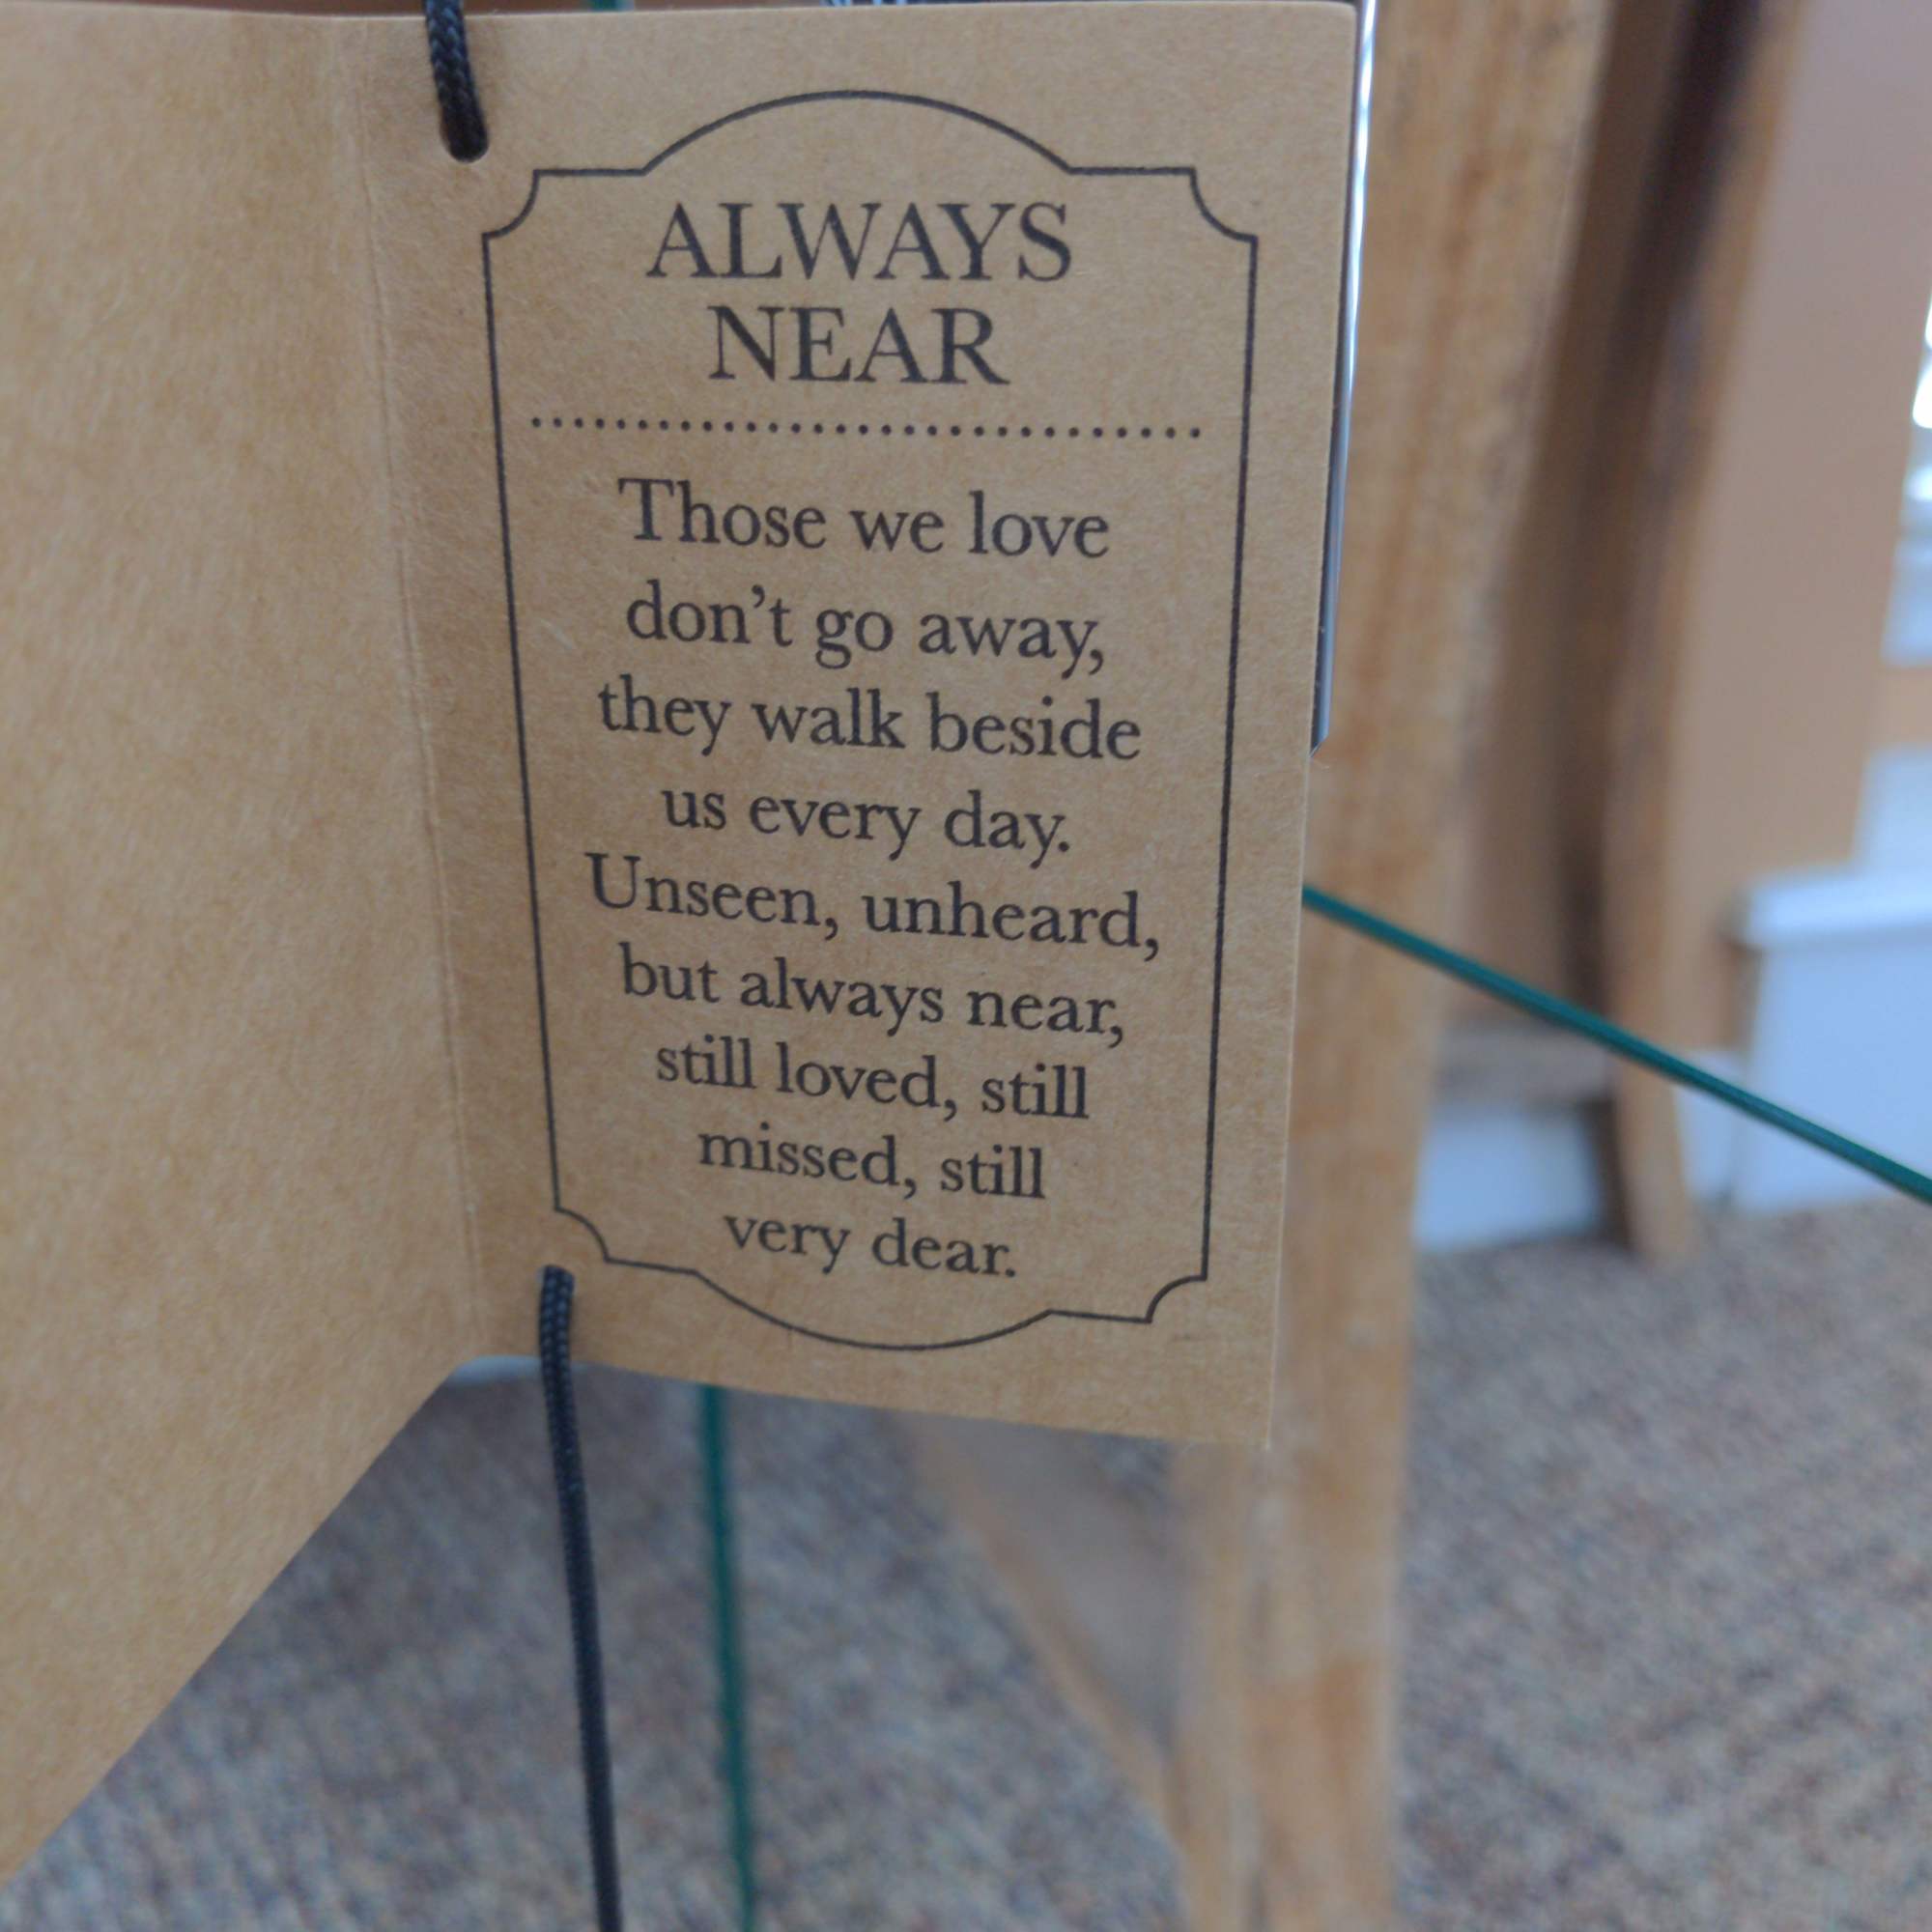 ALWAYS
NEAR
Those we love
don't go away,
they walk beside
us every day.
Unseen, unheard,
but always near,
still loved, still
missed, still
very dear.